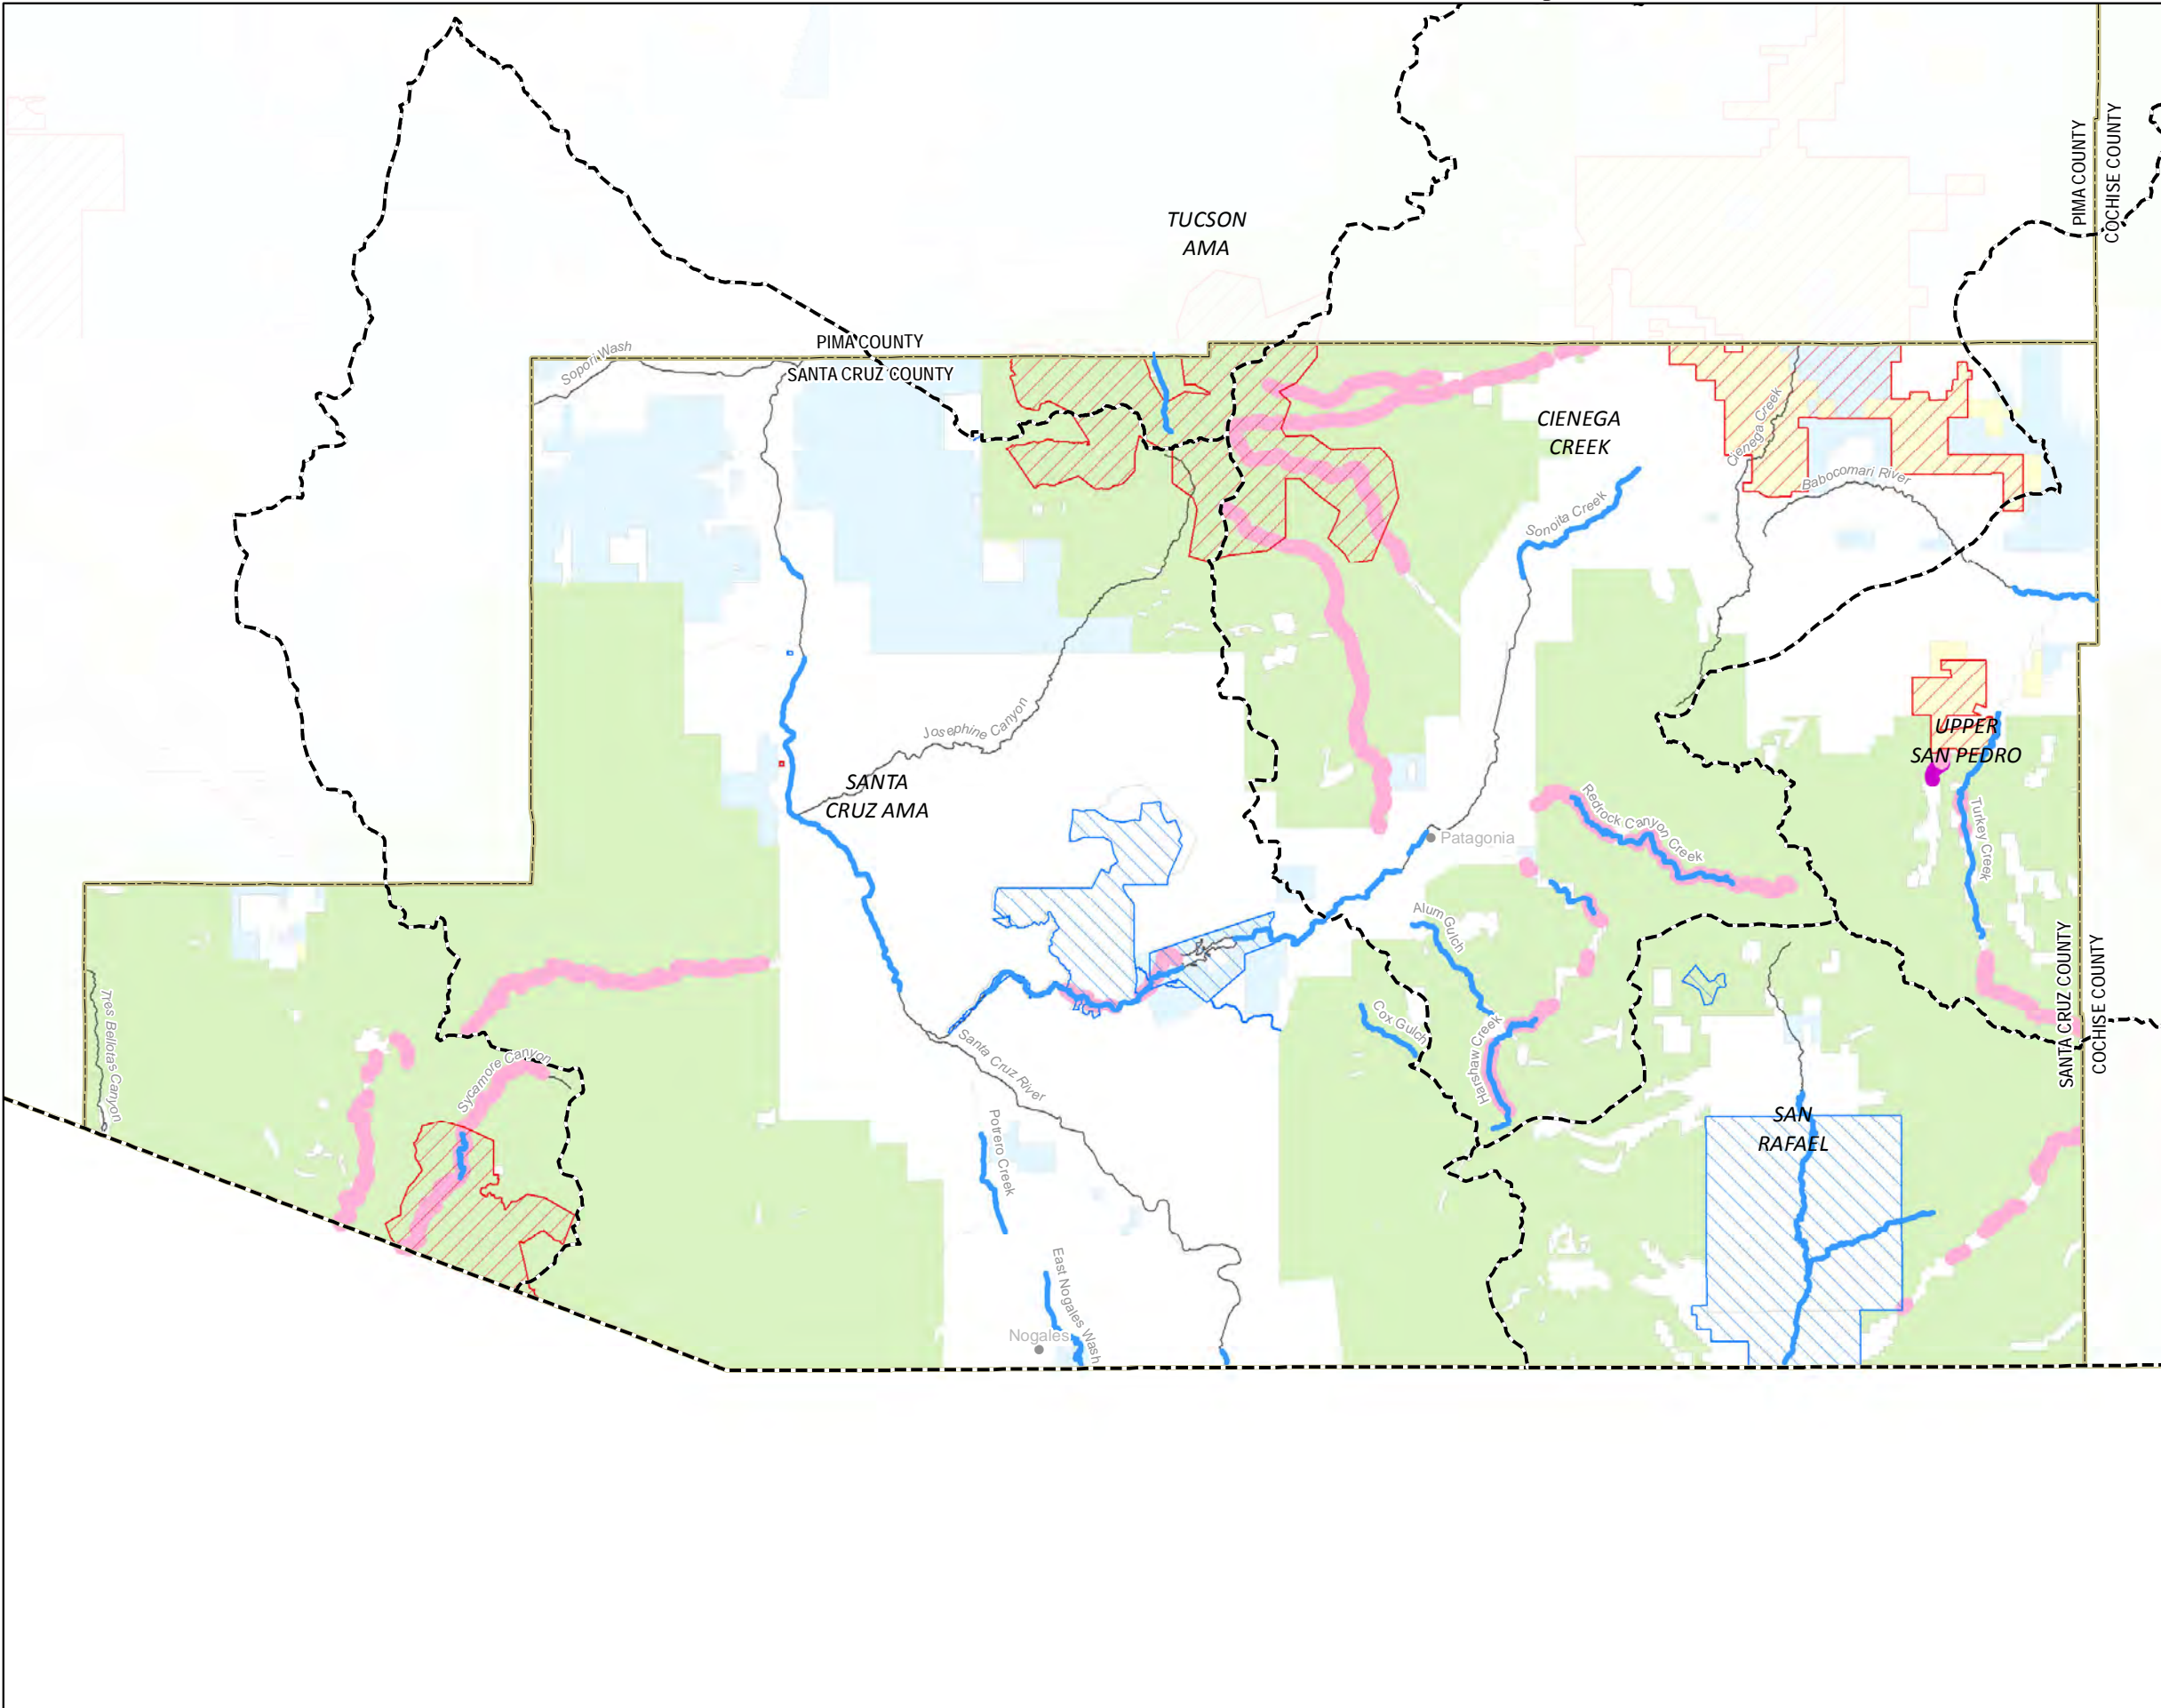 PIMA COUNTY
COCHISE COUNTY
TUCSON
AMA
PIMA COUNTY
SANTA CRUZ COUNTY
Sopori Wash
CIENEGA
CREEK
Cienega Creek
Babocomari River
Sonoita Creek
Josephine Canyon
UPPER
SAN PEDRO
SANTA
CRUZ AMA
Patagonia
Redrock Canyon Creek
Turkey Creek
Alum Gulch
Cox Gulch
Harshaw Creek
SANTA CRUZ COUNTY
COCHISE COUNTY
Tres Bellotas Canyon
Sycamore Canyon
Santa Cruz River
SAN
RAFAEL
Potrero Creek
East Nogales Wash
Nogales